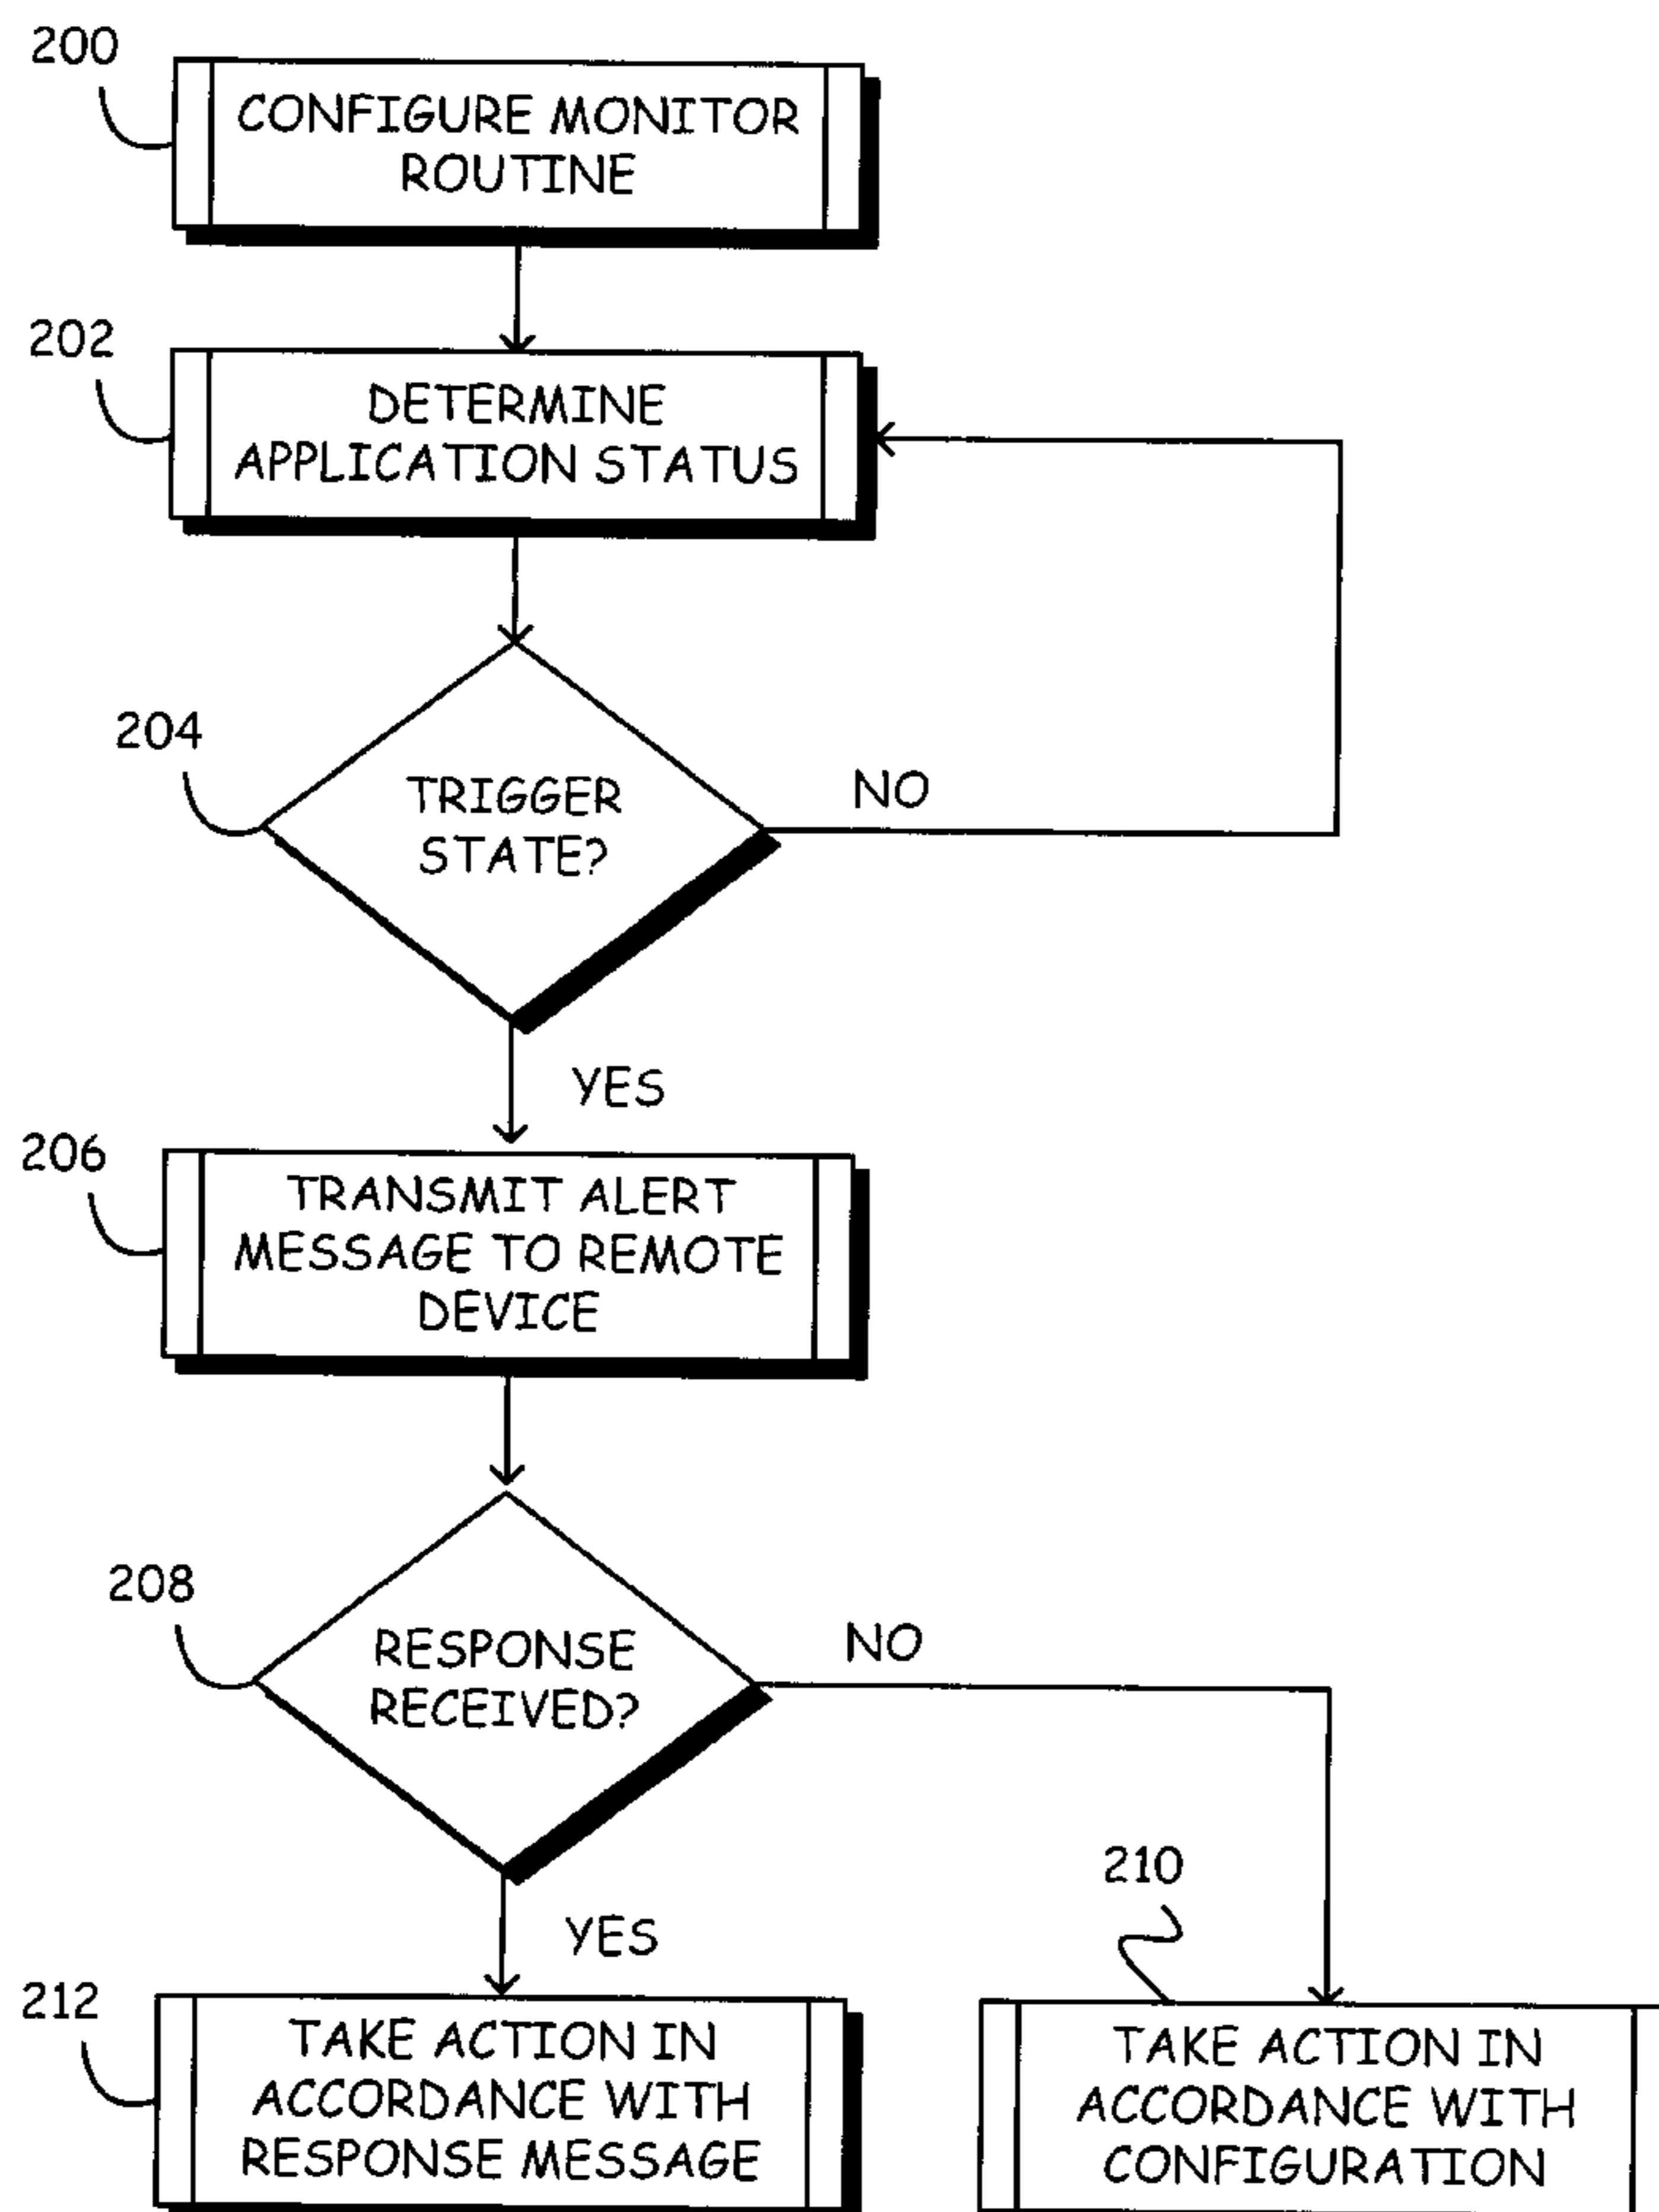 200
CONFIGURE MONITOR
ROUTINE
202
DETERMINE
APPLICATION STATUS
204
TRIGGER
STATE?
NO
YES
206
TRANSMIT ALERT
MESSAGE TO REMOTE
DEVICE
208
RESPONSE
RECEIVED?
NO
YES
210
212
TAKE ACTION IN
ACCORDANCE WITH
RESPONSE MESSAGE
TAKE ACTION IN
ACCORDANCE WITH
CONFIGURATION